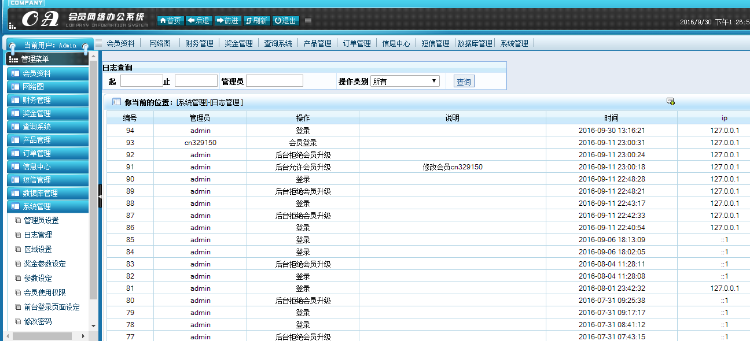 [COMPANY]
OA 会员网络办公系统
首页 后退 前进 刷新 退出
2016/9/30 下午1
当前用户: Admin
会员资料 网络图 财务管理 奖金管理 查询系统 产品管理 订单管理 信息中心 短信管理 数据库管理 系统管理
管理菜单
会员资料
网络图
财务管理
奖金管理
查询系统
产品管理
订单管理
信息中心
短信管理
数据库管理
系统管理
管理员设置
日志管理
区域设置
奖金参数设定
参数设定
会员使用权限
前台登录页面设定
修改密码
日志查询
起 止 管理员 操作类别 所有 查询
你当前的位置: [系统管理]-[日志管理]
编号 管理员 操作 说明 时间 ip
94 admin 登录 2016-09-30 13:16:21 127.0.0.1
93 cn329150 会员登录 2016-09-11 23:00:31 127.0.0.1
92 admin 后台拒绝会员升级 2016-09-11 23:00:24 127.0.0.1
91 admin 后台允许会员升级 修改会员cn329150 2016-09-11 23:00:18 127.0.0.1
90 admin 登录 2016-09-11 22:48:28 127.0.0.1
89 admin 后台拒绝会员升级 2016-09-11 22:48:21 127.0.0.1
88 admin 登录 2016-09-11 22:43:17 127.0.0.1
87 admin 后台拒绝会员升级 2016-09-11 22:42:33 127.0.0.1
86 admin 登录 2016-09-11 22:40:54 127.0.0.1
85 admin 登录 2016-09-06 18:13:09 ::1
84 admin 登录 2016-09-06 18:02:05 ::1
83 admin 后台拒绝会员升级 2016-08-04 11:28:11 ::1
82 admin 登录 2016-08-04 11:28:08 ::1
81 admin 登录 2016-08-01 23:42:32 127.0.0.1
80 admin 后台拒绝会员升级 2016-07-31 09:25:38 ::1
79 admin 登录 2016-07-31 09:17:17 ::1
78 admin 登录 2016-07-31 08:41:12 ::1
77 admin 后台拒绝会员升级 2016-07-31 07:43:15 ::1